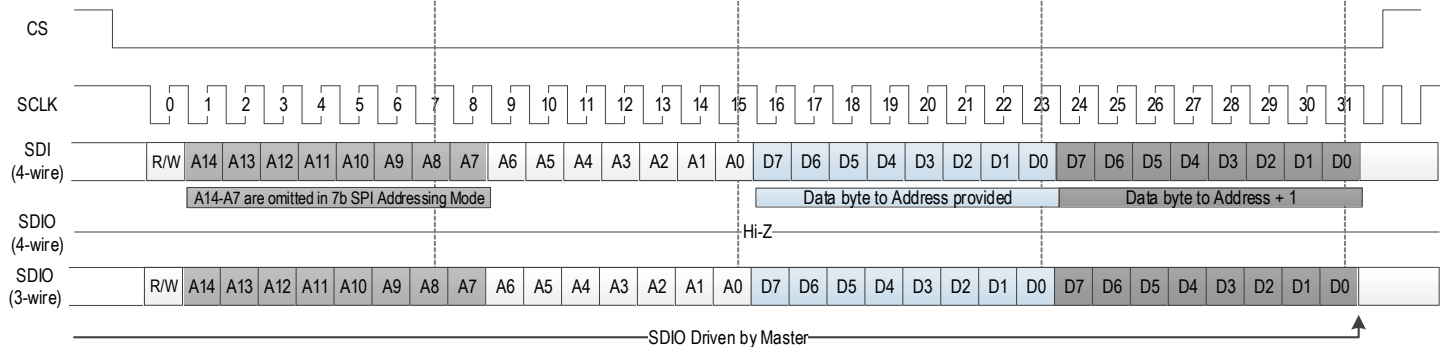 CS
SCLK 0 1 2 3 4 5 6 7 8 9 10 11 12 13 14 15 16 17 18 19 20 21 22 23 24 25 26 27 28 29 30 31
SDI
(4-wire)
R/W A14 A13 A12 A11 A10 A9 A8 A7 A6 A5 A4 A3 A2 A1 A0 D7 D6 D5 D4 D3 D2 D1 D0 D7 D6 D5 D4 D3 D2 D1 D0
A14-A7 are omitted in 7b SPI Addressing Mode Data byte to Address provided Data byte to Address + 1
SDIO
(4-wire)
Hi-Z
SDIO
(3-wire)
R/W A14 A13 A12 A11 A10 A9 A8 A7 A6 A5 A4 A3 A2 A1 A0 D7 D6 D5 D4 D3 D2 D1 D0 D7 D6 D5 D4 D3 D2 D1 D0
SDIO Driven by Master